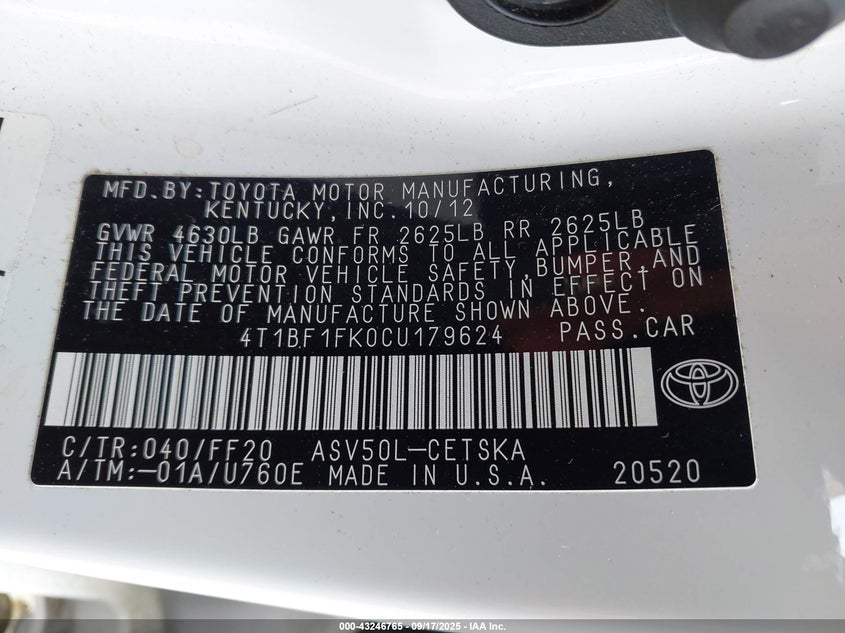 MFD.BY:TOYOTA MOTOR MANUFACTURING,
KENTUCKY,INC.10/12
GVWR 4630LB GAWR FR 2625LB RR 2625LB
THIS VEHICLE CONFORMS TO ALL APPLICABLE
FEDERAL MOTOR VEHICLE SAFETY,BUMPER,AND
THEFT PREVENTION STANDARDS IN EFFECT ON
THE DATE OF MANUFACTURE SHOWN ABOVE.
4T1BF1FK0CU179624 PASS.CAR
C/TR:040/FF20 ASV50L-CETSKA
A/TM:-01A/U760E MADE IN U.S.A. 20520
000-43246765 - 09/17/2025 - IAA Inc.